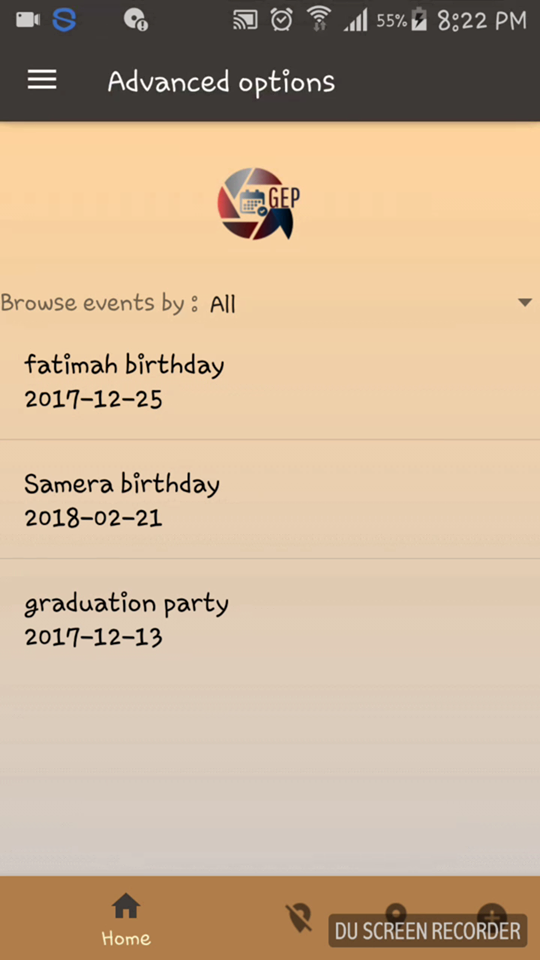 55% 8:22 PM
Advanced options
GEP
Browse events by : All
fatimah birthday
2017-12-25
Samera birthday
2018-02-21
graduation party
2017-12-13
Home
DU SCREEN RECORDER